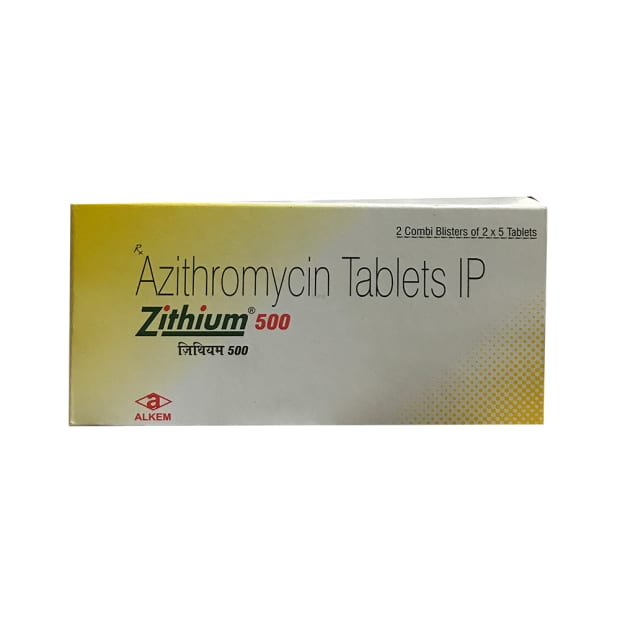 2 Combi Blisters of 2 x 5 Tablets
Rx
Azithromycin Tablets IP
Zithium® 500
ज़िथियम 500
a
ALKEM